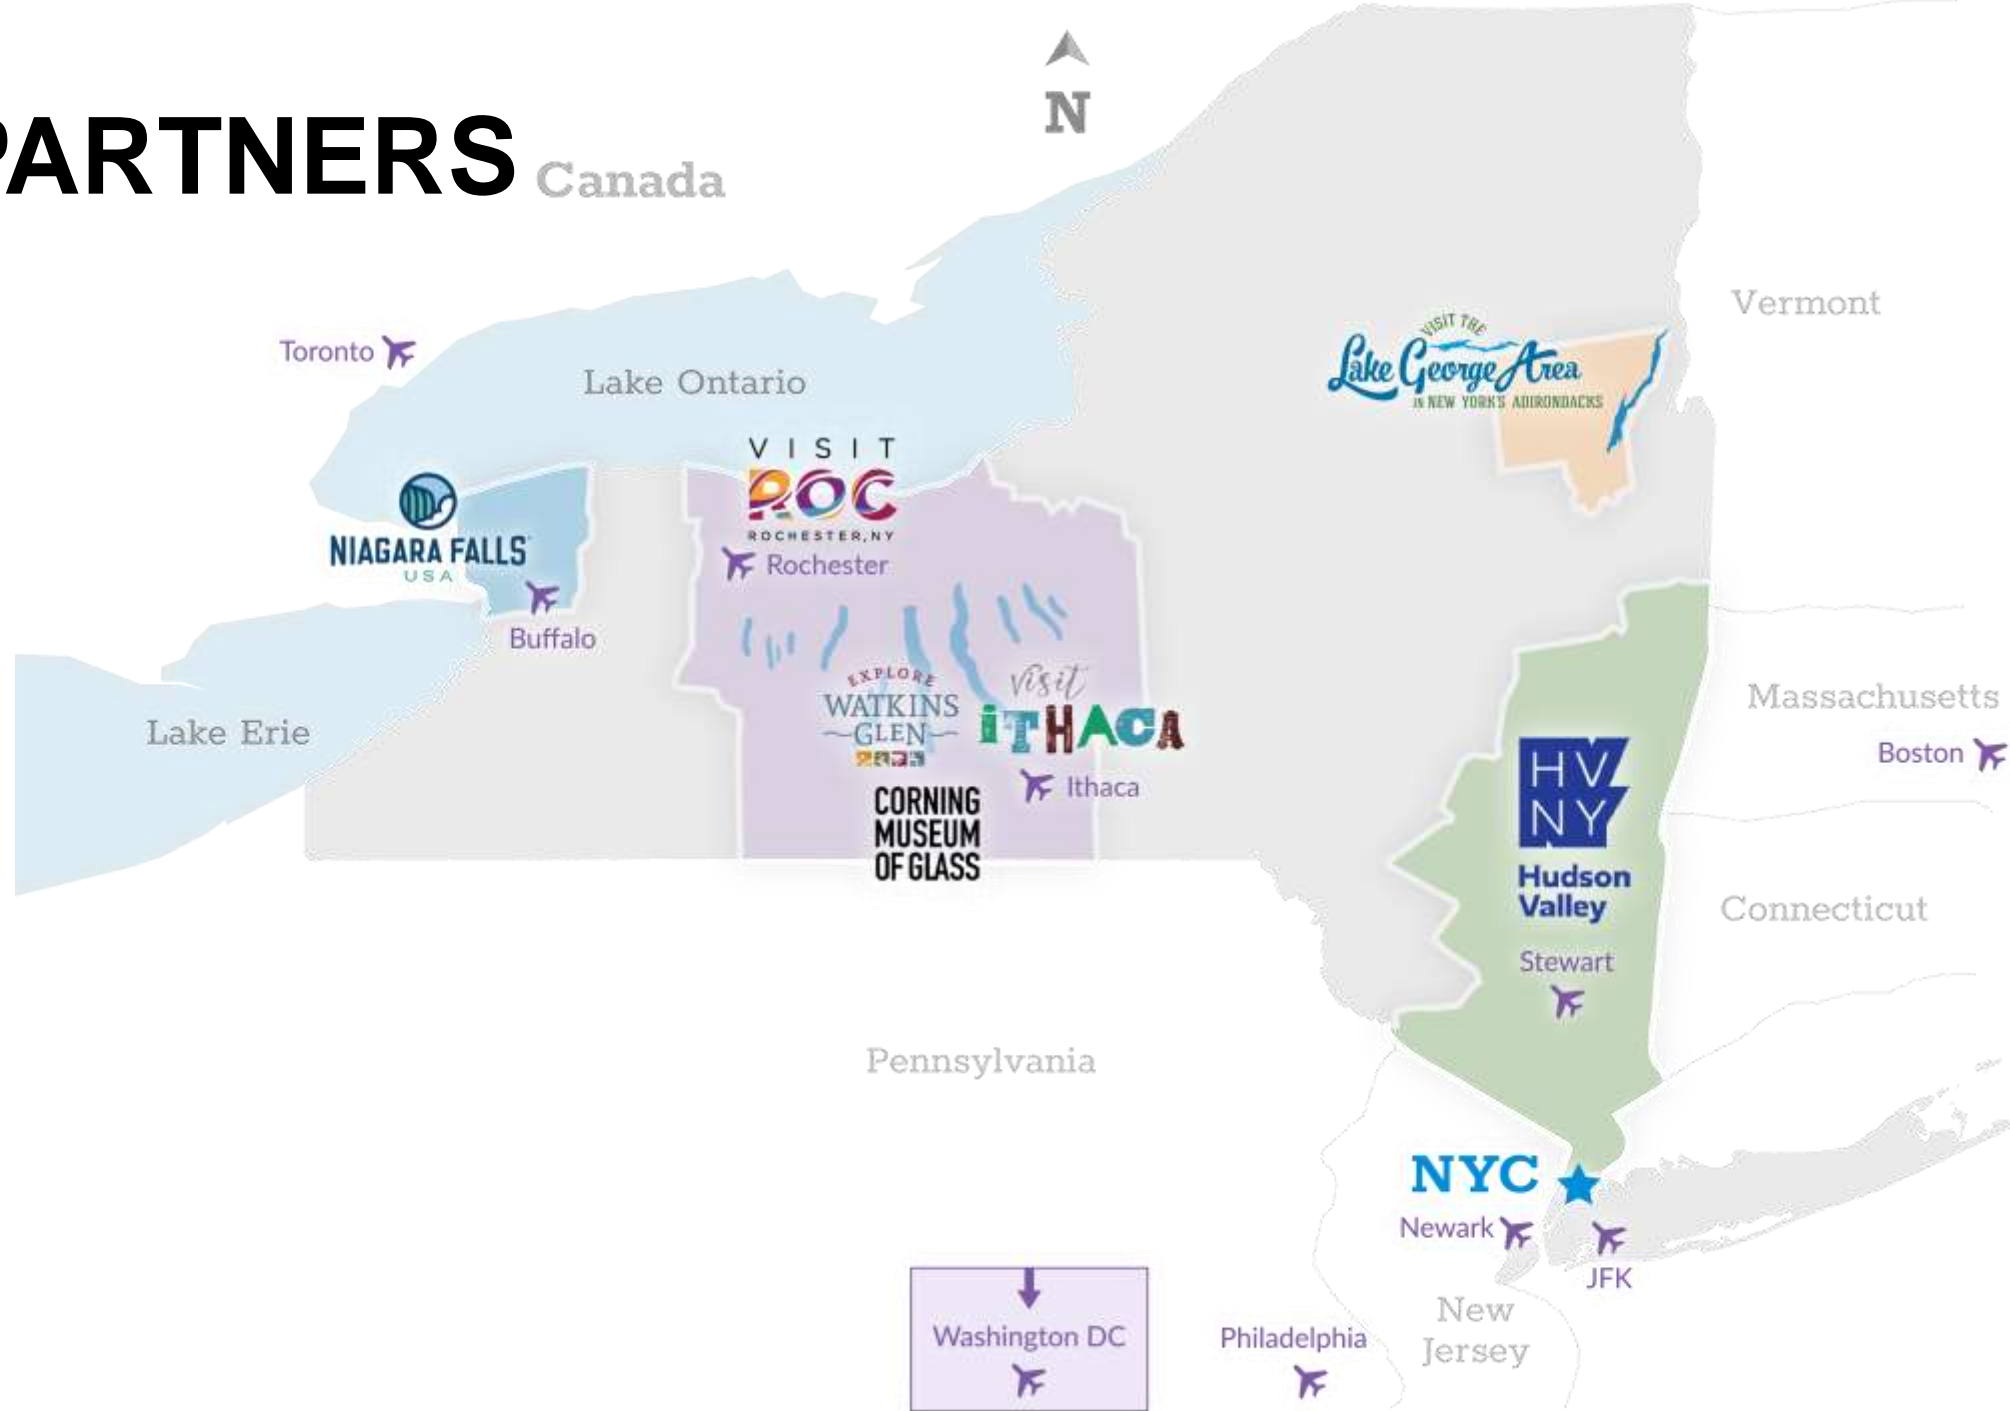 N
PARTNERS
Canada
Vermont
VISIT THE
Lake George Area
IN NEW YORK'S ADIRONDACKS
Toronto
Lake Ontario
VISIT
ROC
ROCHESTER, NY
Rochester
NIAGARA FALLS
USA
Buffalo
Lake Erie
EXPLORE
WATKINS
GLEN
Visit
ITHACA
Ithaca
CORNING
MUSEUM
OF GLASS
Massachusetts
Boston
HV
NY
Hudson
Valley
Stewart
Connecticut
Pennsylvania
NYC
Newark
JFK
New
Jersey
Washington DC
Philadelphia